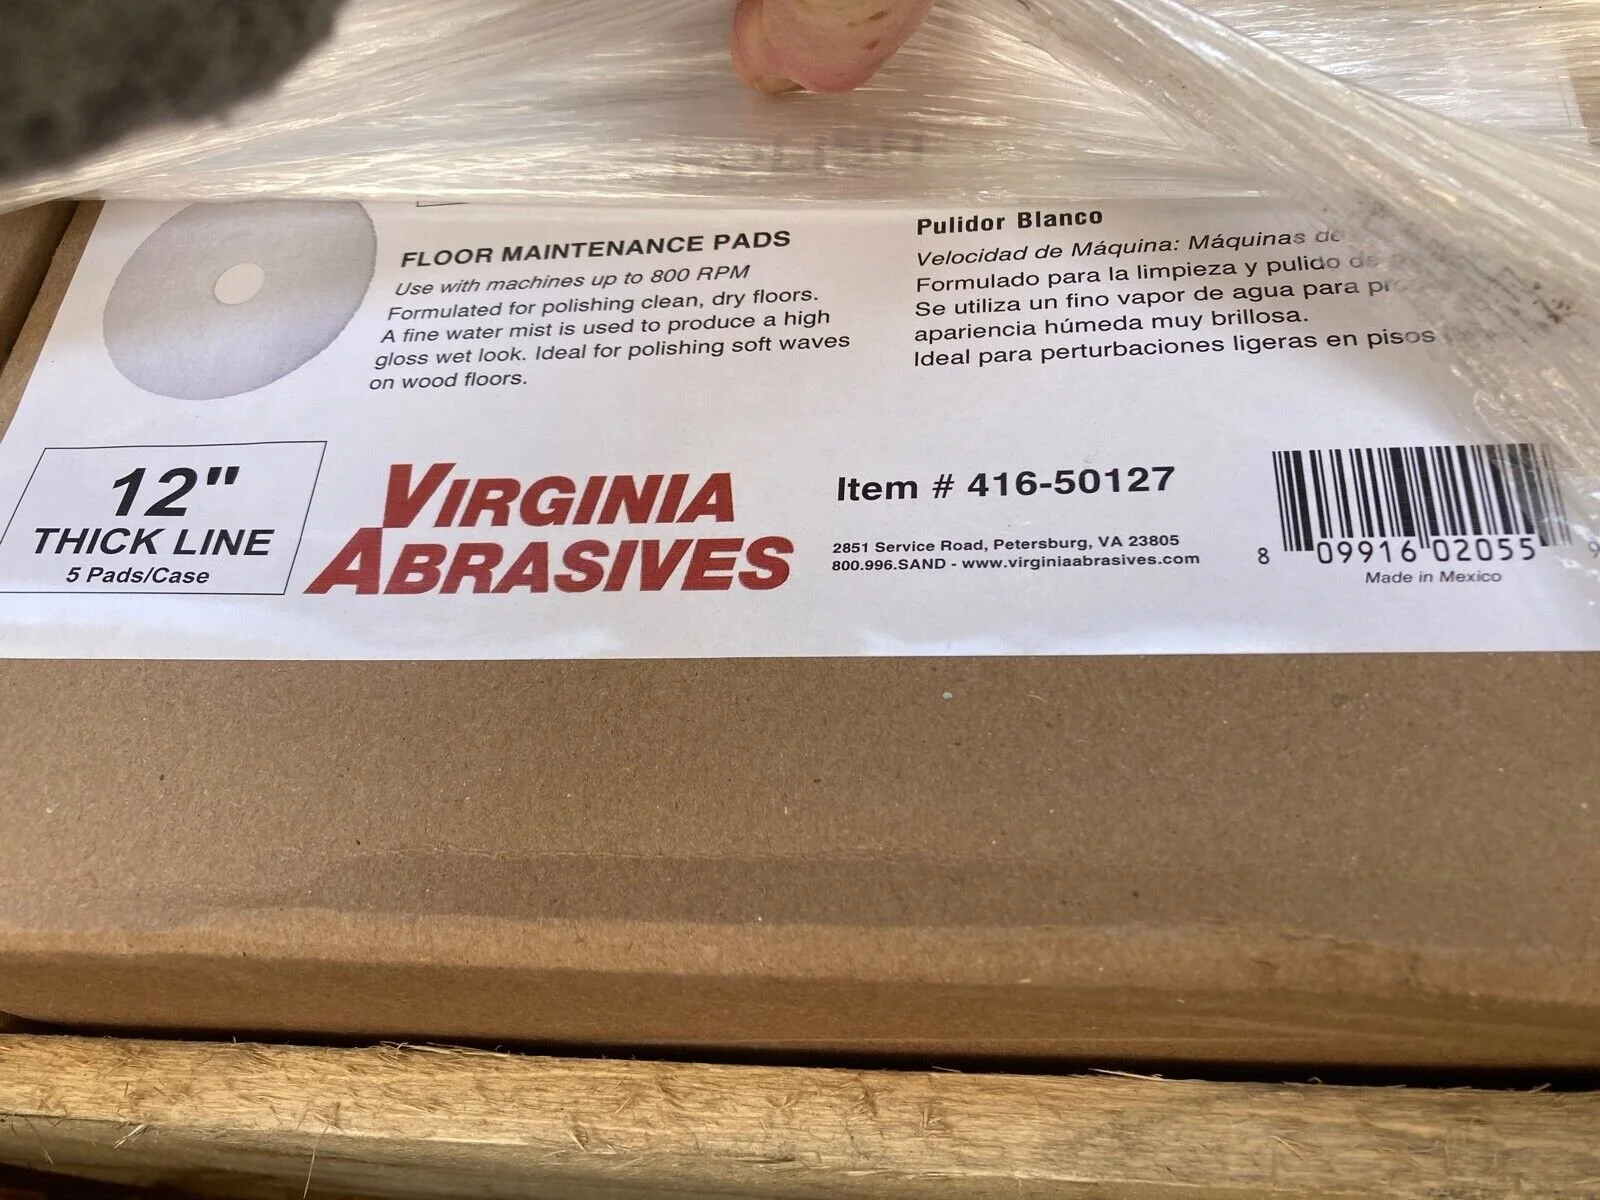 FLOOR MAINTENANCE PADS
Use with machines up to 800 RPM
Formulated for polishing clean, dry floors.
A fine water mist is used to produce a high
gloss wet look. Ideal for polishing soft waves
on wood floors.
Pulidor Blanco
Velocidad de Máquina: Máquinas de
Formulado para la limpieza y pulido de
Se utiliza un fino vapor de agua para
apariencia húmeda muy brillosa.
Ideal para perturbaciones ligeras en pisos
12"
THICK LINE
5 Pads/Case
VIRGINIA
ABRASIVES
Item # 416-50127
2851 Service Road, Petersburg, VA 23805
800.996.SAND - www.virginiaabrasives.com
8 09916 02055 9
Made in Mexico